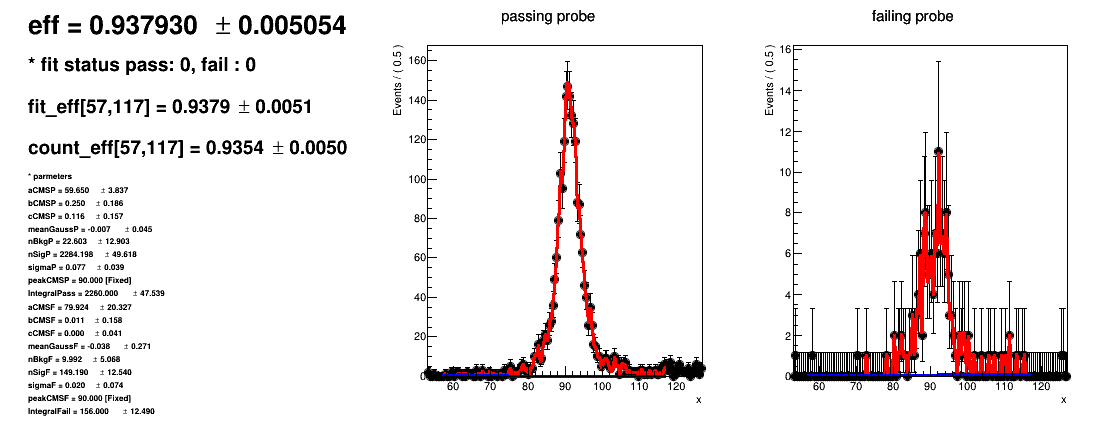 eff = 0.937930 ± 0.005054
* fit status pass: 0, fail : 0
fit_eff[57,117] = 0.9379 ± 0.0051
count_eff[57,117] = 0.9354 ± 0.0050
* parmeters
aCMSP = 59.650 ± 3.837
bCMSP = 0.250 ± 0.186
cCMSP = 0.116 ± 0.157
meanGaussP = -0.007 ± 0.045
nBkgP = 22.603 ± 12.903
nSigP = 2284.198 ± 49.618
sigmaP = 0.077 ± 0.039
peakCMSP = 90.000 [Fixed]
IntegralPass = 2260.000 ± 47.539
aCMSF = 79.924 ± 20.327
bCMSF = 0.011 ± 0.158
cCMSF = 0.000 ± 0.041
meanGaussF = -0.038 ± 0.271
nBkgF = 9.992 ± 5.068
nSigF = 149.190 ± 12.540
sigmaF = 0.020 ± 0.074
peakCMSF = 90.000 [Fixed]
IntegralFail = 156.000 ± 12.490
passing probe
Events / ( 0.5 )
160
140
120
100
80
60
40
20
0
60 70 80 90 100 110 120
x
failing probe
Events / ( 0.5 )
16
14
12
10
8
6
4
2
0
60 70 80 90 100 110 120
x